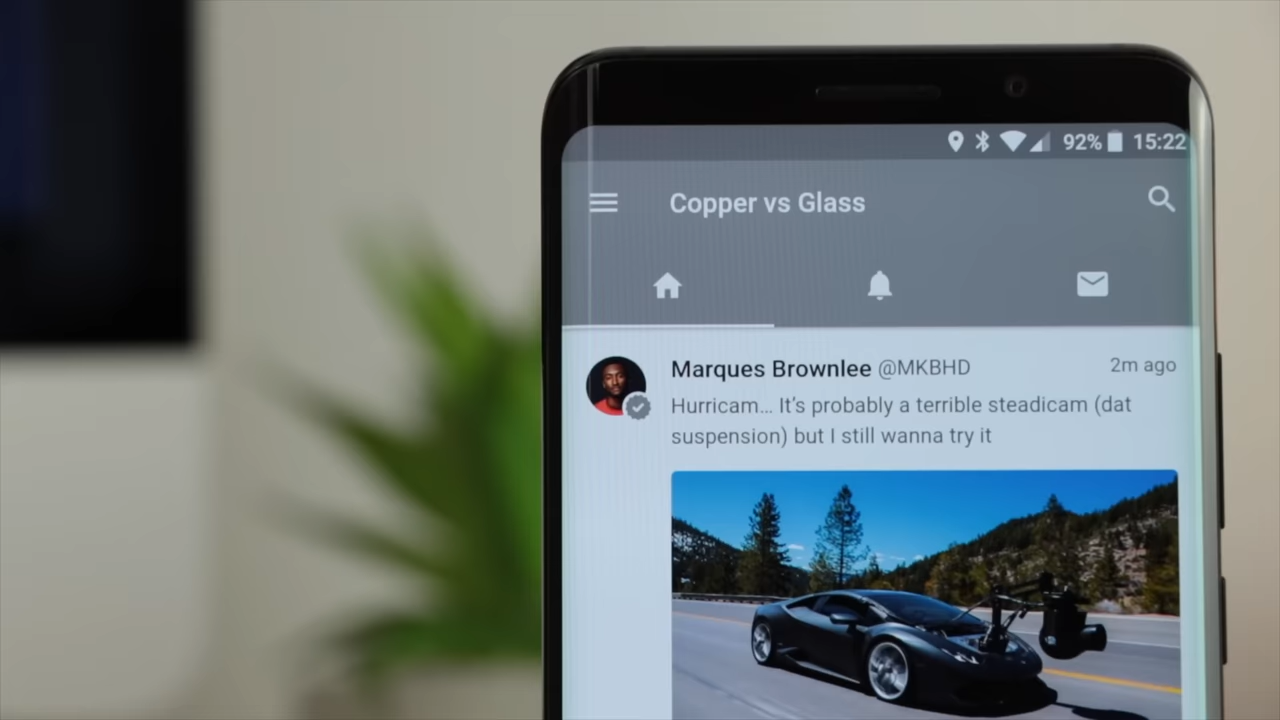 92% 15:22
Copper vs Glass
Marques Brownlee @MKBHD 2m ago
Hurricam… It's probably a terrible steadicam (dat
suspension) but I still wanna try it